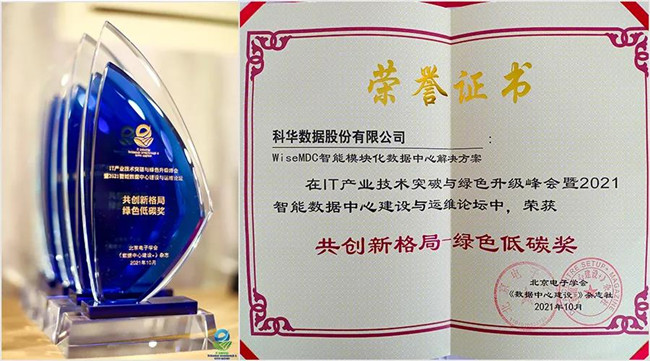 IT产业技术突破与绿色升级峰会
暨2021智能数据中心建设与运维论坛
共创新格局
绿色低碳奖
北京电子学会
《数据中心建设+》杂志
2021年10月
荣誉证书
科华数据股份有限公司：
WiseMDC智能模块化数据中心解决方案
在IT产业技术突破与绿色升级峰会暨2021
智能数据中心建设与运维论坛中，荣获
共创新格局-绿色低碳奖
北京电子学会
《数据中心建设+》杂志社
2021年10月